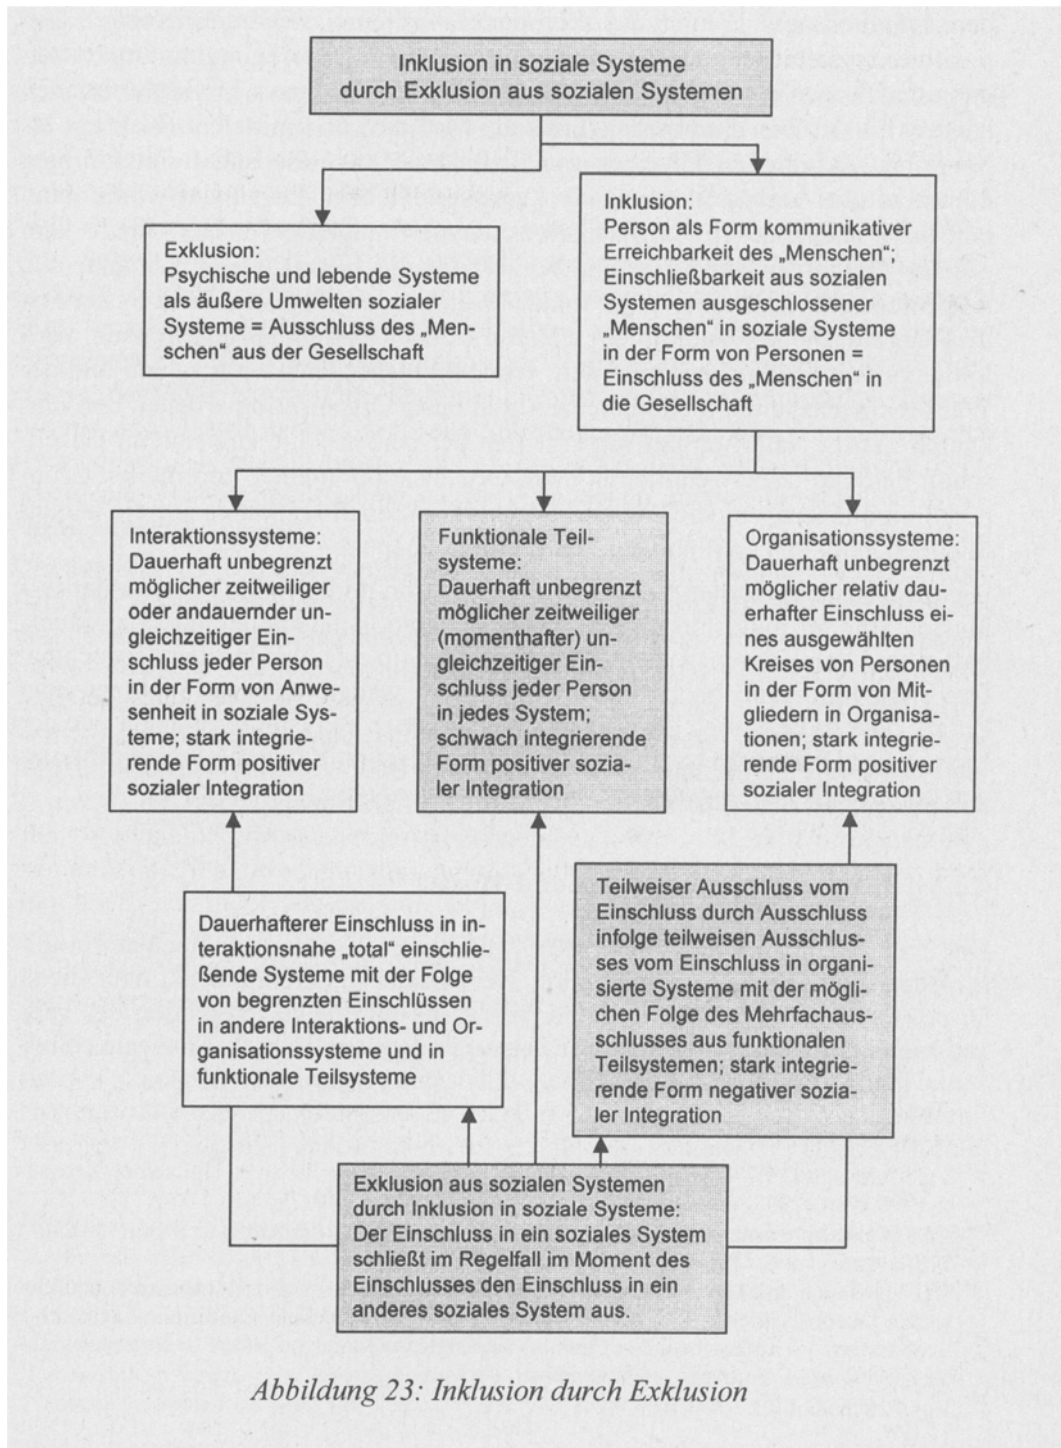 Inklusion in soziale Systeme
durch Exklusion aus sozialen Systemen
Exklusion:
Psychische und lebende Systeme
als äußere Umwelten sozialer
Systeme = Ausschluss des „Men-
schen“ aus der Gesellschaft
Inklusion:
Person als Form kommunikativer
Erreichbarkeit des „Menschen“;
Einschließbarkeit aus sozialen
Systemen ausgeschlossener
„Menschen“ in soziale Systeme
in der Form von Personen =
Einschluss des „Menschen“ in
die Gesellschaft
Interaktionssysteme:
Dauerhaft unbegrenzt
möglicher zeitweiliger
oder andauernder un-
gleichzeitiger Ein-
schluss jeder Person
in der Form von Anwe-
senheit in soziale Sys-
teme; stark integrie-
rende Form positiver
sozialer Integration
Funktionale Teil-
systeme:
Dauerhaft unbegrenzt
möglicher zeitweiliger
(momenthafter) un-
gleichzeitiger Ein-
schluss jeder Person
in jedes System;
schwach integrierende
Form positiver sozia-
ler Integration
Organisationssysteme:
Dauerhaft unbegrenzt
möglicher relativ dau-
erhafter Einschluss ei-
nes ausgewählten
Kreises von Personen
in der Form von Mit-
gliedern in Organisa-
tionen; stark integrie-
rende Form positiver
sozialer Integration
Dauerhafterer Einschluss in in-
teraktionsnahe „total“ einschlie-
ßende Systeme mit der Folge
von begrenzten Einschlüssen
in andere Interaktions- und Or-
ganisationssysteme und in
funktionale Teilsysteme
Teilweiser Ausschluss vom
Einschluss durch Ausschluss
infolge teilweisen Ausschlus-
ses vom Einschluss in organi-
sierte Systeme mit der mögli-
chen Folge des Mehrfachaus-
schlusses aus funktionalen
Teilsystemen; stark integrie-
rende Form negativer sozia-
ler Integration
Exklusion aus sozialen Systemen
durch Inklusion in soziale Systeme:
Der Einschluss in ein soziales System
schließt im Regelfall im Moment des
Einschlusses den Einschluss in ein
anderes soziales System aus.
Abbildung 23: Inklusion durch Exklusion